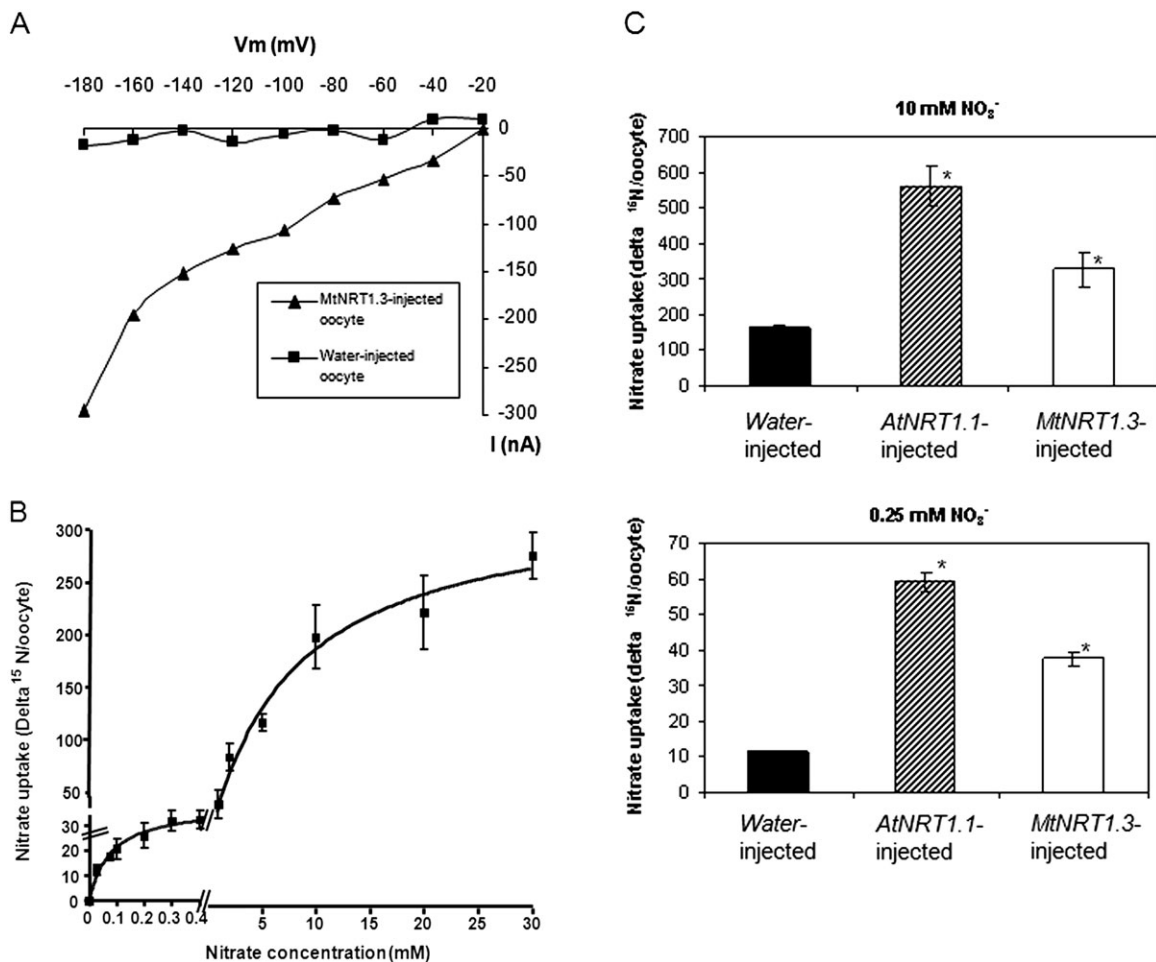 A
Vm (mV)
-180 -160 -140 -120 -100 -80 -60 -40 -20
0
-50
-100
-150
-200
-250
-300
I (nA)
MtNRT1.3-injected
oocyte
Water-injected
oocyte
B
Nitrate uptake (Delta ¹⁵ N/oocyte)
300
250
200
150
100
50
30
20
10
0
0 0.1 0.2 0.3 0.4 5 10 15 20 25 30
Nitrate concentration (mM)
C
10 mM NO₃⁻
Nitrate uptake (delta ¹⁵N/oocyte)
700
600
500
400
300
200
100
0
*
*
Water-
injected
AtNRT1.1-
injected
MtNRT1.3-
injected
0.25 mM NO₃⁻
Nitrate uptake (delta ¹⁵N/oocyte)
70
60
50
40
30
20
10
0
*
*
Water-
injected
AtNRT1.1-
injected
MtNRT1.3-
injected